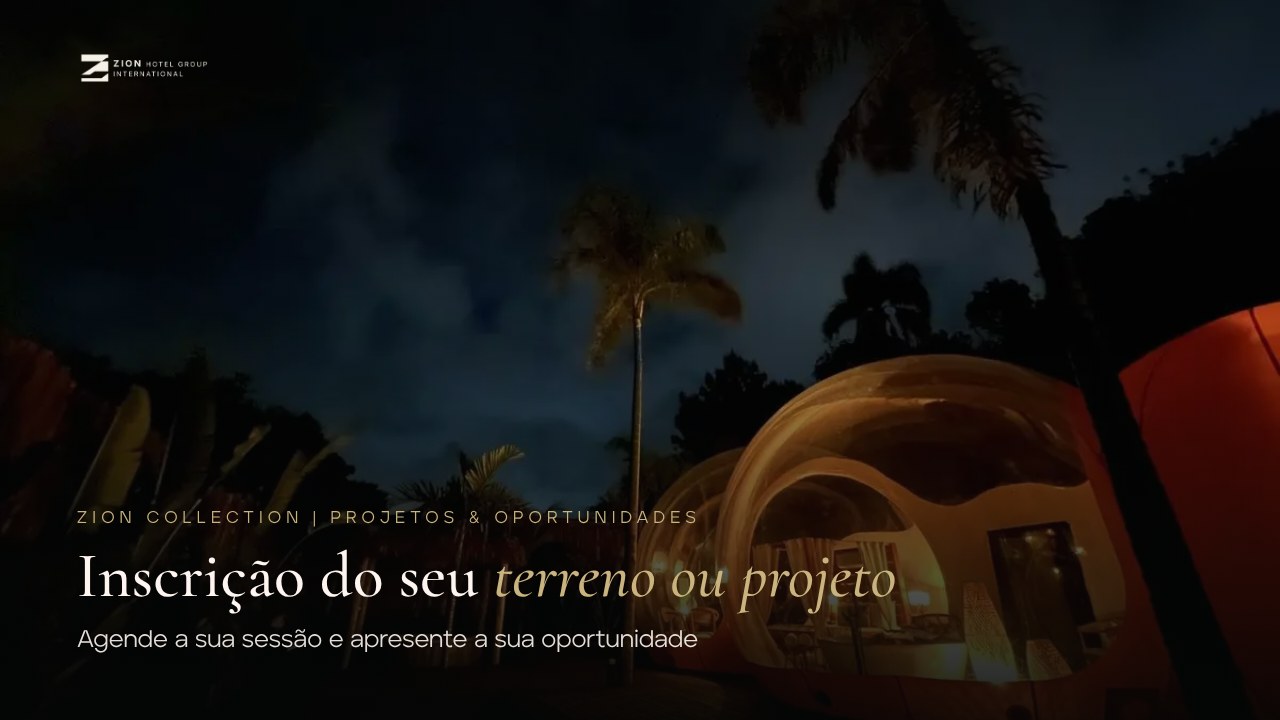 ZION HOTEL GROUP
INTERNATIONAL
ZION COLLECTION | PROJETOS & OPORTUNIDADES
Inscrição do seu terreno ou projeto
Agende a sua sessão e apresente a sua oportunidade